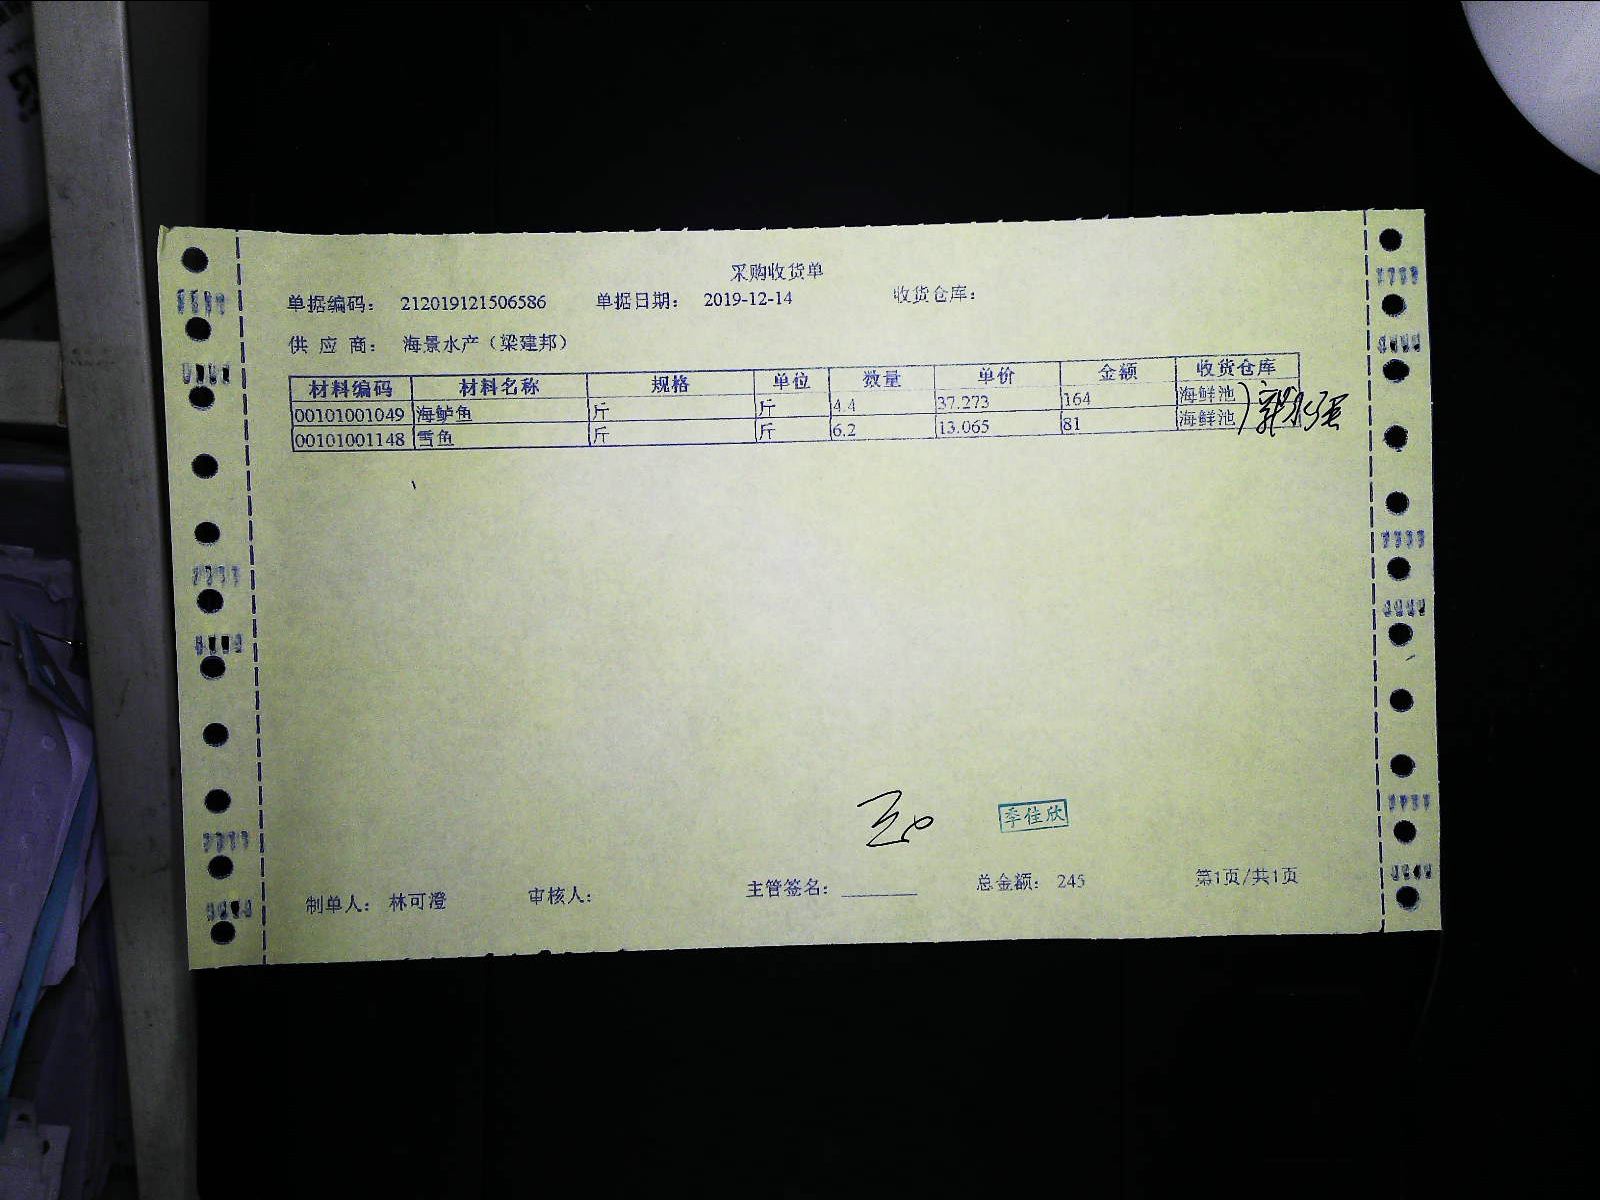 采购收货单
单据编码： 212019121506586 单据日期： 2019-12-14 收货仓库：
供 应 商： 海景水产（梁建邦）
材料编码 材料名称 规格 单位 数量 单价 金额 收货仓库
00101001049 海鲈鱼 斤 斤 4.4 37.273 164 海鲜池
00101001148 雪鱼 斤 斤 6.2 13.065 81 海鲜池
季佳欣
制单人： 林可澄 审核人： 主管签名： 总金额： 245 第1页/共1页